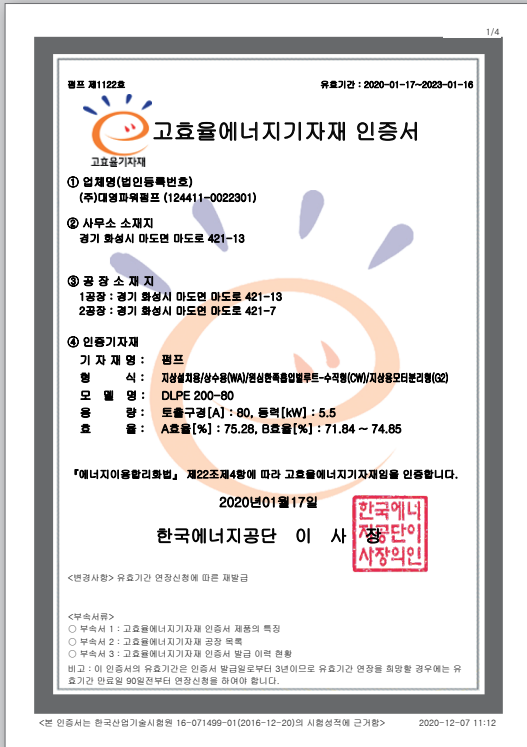 1/4
펌프 제1122호
유효기간 : 2020-01-17~2023-01-16
고효율에너지기자재 인증서
고효율기자재
① 업체명(법인등록번호)
(주)대영파워펌프 (124411-0022301)
② 사무소 소재지
경기 화성시 마도면 마도로 421-13
③ 공 장 소 재 지
1공장 : 경기 화성시 마도면 마도로 421-13
2공장 : 경기 화성시 마도면 마도로 421-7
④ 인증기자재
기 자 재 명 : 펌프
형 식 : 지상설치용/상수용(WA)/원심한쪽흡입벌루트-수직형(CW)/지상용모터분리형(G2)
모 델 명 : DLPE 200-80
용 량 : 토출구경[A] : 80, 동력[kW] : 5.5
효 율 : A효율[%] : 75.28, B효율[%] : 71.84 ~ 74.85
『에너지이용합리화법』 제22조제4항에 따라 고효율에너지기자재임을 인증합니다.
2020년01월17일
한국에너지공단 이 사 장
한국에너
지공단이
사장의인
<변경사항> 유효기간 연장신청에 따른 재발급
<부속서류>
○ 부속서 1 : 고효율에너지기자재 인증서 제품의 특징
○ 부속서 2 : 고효율에너지기자재 공장 목록
○ 부속서 3 : 고효율에너지기자재 인증서 발급 이력 현황
비고 : 이 인증서의 유효기간은 인증서 발급일로부터 3년이므로 유효기간 연장을 희망할 경우에는 유
효기간 만료일 90일전부터 연장신청을 하여야 합니다.
<본 인증서는 한국산업기술시험원 16-071499-01(2016-12-20)의 시험성적에 근거함>
2020-12-07 11:12